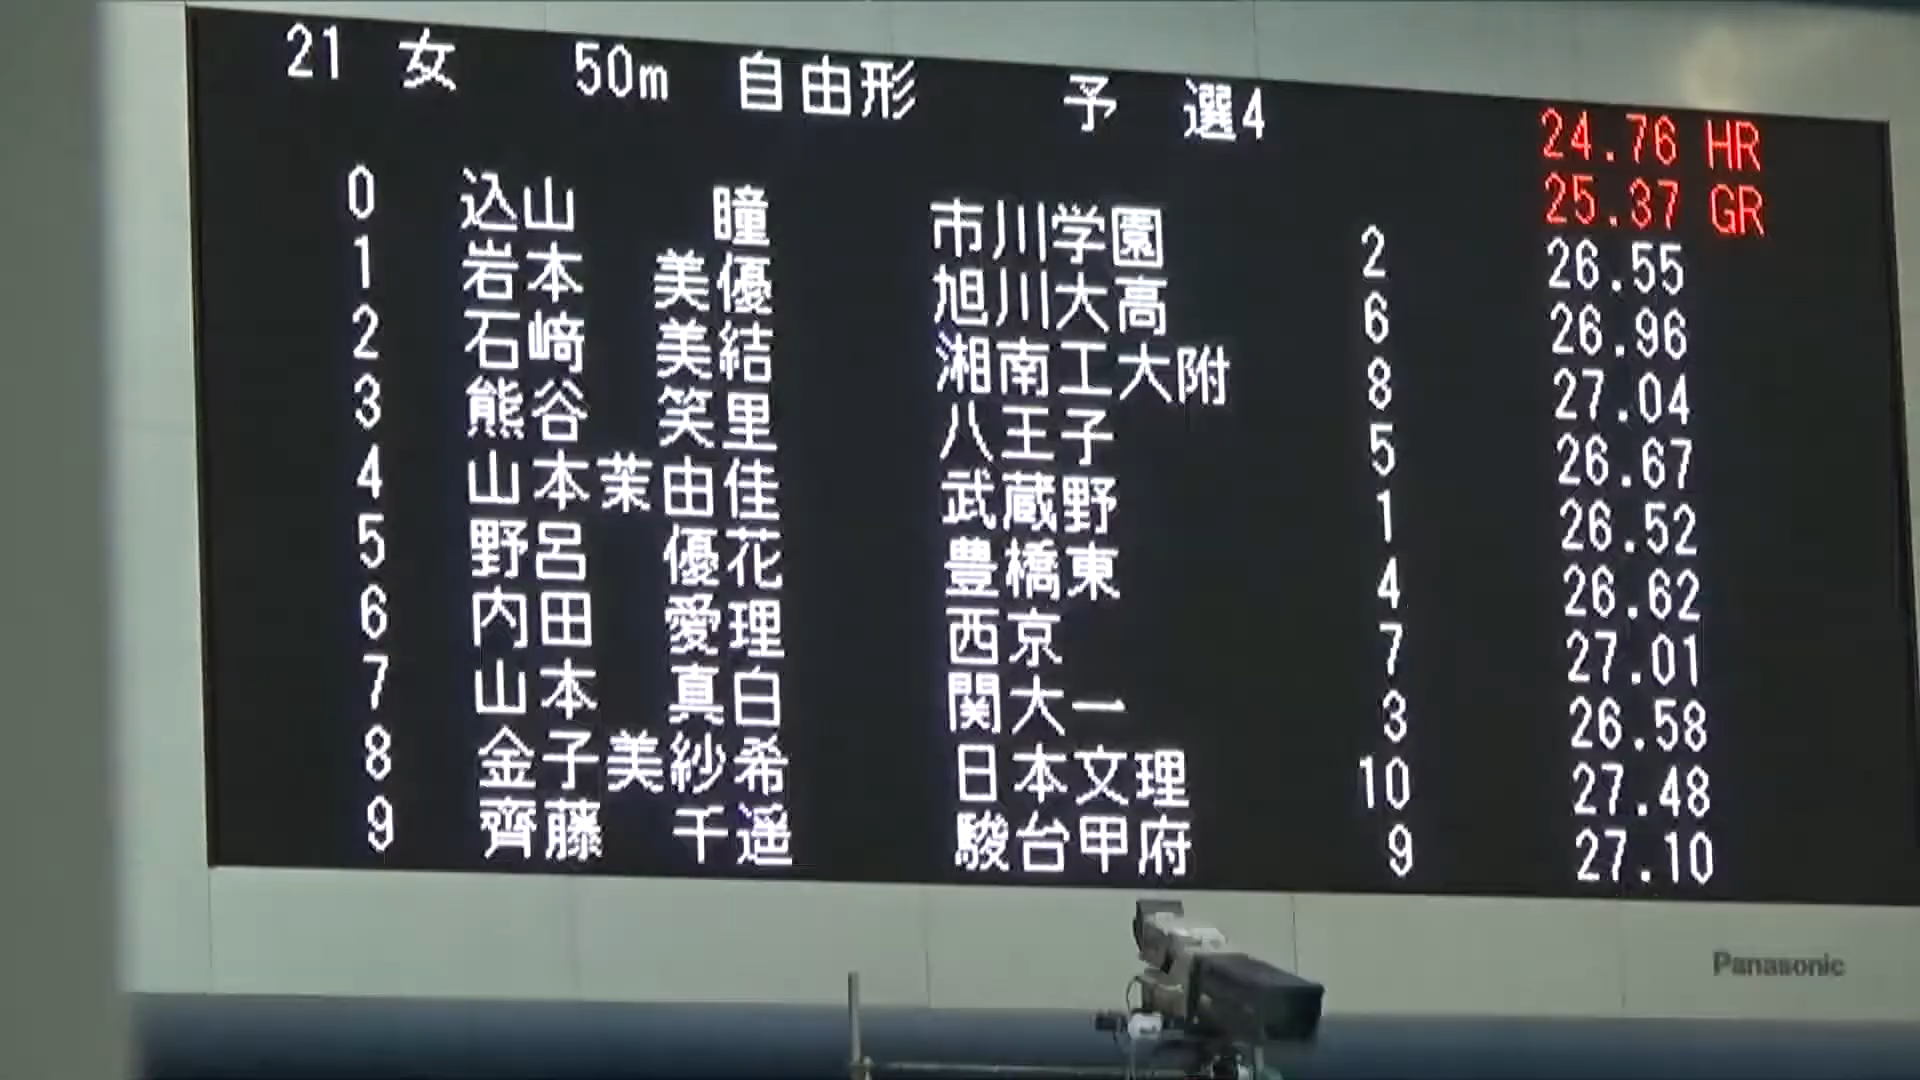 21 女 50m 自由形 予 選4
24.76 HR
25.37 GR
0 込山 瞳 市川学園 2 26.55
1 岩本 美優 旭川大高 6 26.96
2 石﨑 美結 湘南工大附 8 27.04
3 熊谷 笑里 八王子 5 26.67
4 山本茉由佳 武蔵野 1 26.52
5 野呂 優花 豊橋東 4 26.62
6 内田 愛理 西京 7 27.01
7 山本 真白 関大一 3 26.58
8 金子美紗希 日本文理 10 27.48
9 齊藤 千遥 駿台甲府 9 27.10
Panasonic